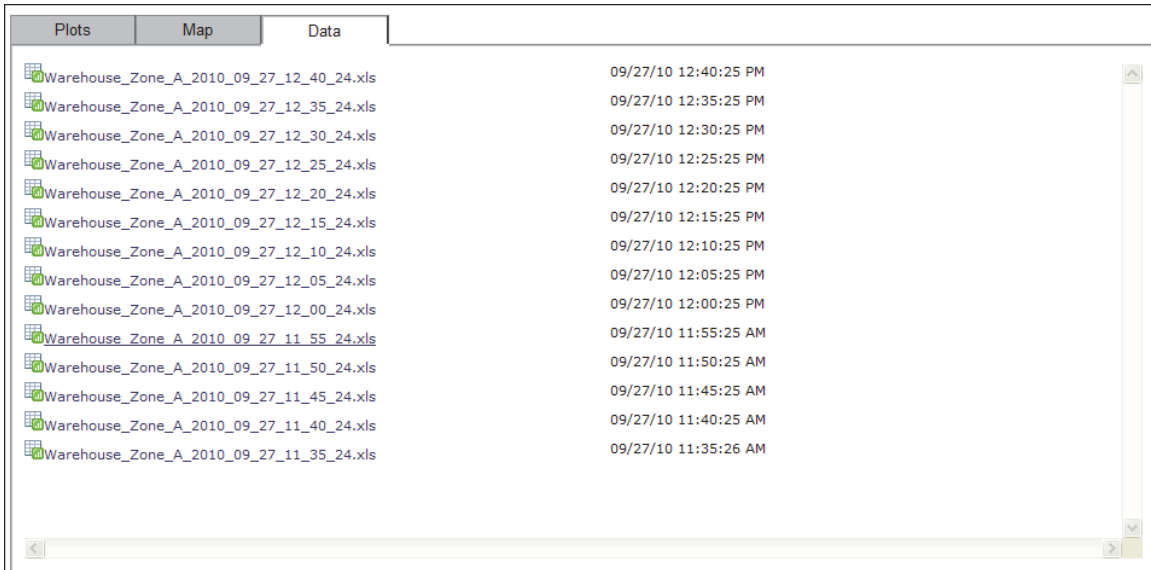 Plots Map Data
Warehouse_Zone_A_2010_09_27_12_40_24.xls 09/27/10 12:40:25 PM
Warehouse_Zone_A_2010_09_27_12_35_24.xls 09/27/10 12:35:25 PM
Warehouse_Zone_A_2010_09_27_12_30_24.xls 09/27/10 12:30:25 PM
Warehouse_Zone_A_2010_09_27_12_25_24.xls 09/27/10 12:25:25 PM
Warehouse_Zone_A_2010_09_27_12_20_24.xls 09/27/10 12:20:25 PM
Warehouse_Zone_A_2010_09_27_12_15_24.xls 09/27/10 12:15:25 PM
Warehouse_Zone_A_2010_09_27_12_10_24.xls 09/27/10 12:10:25 PM
Warehouse_Zone_A_2010_09_27_12_05_24.xls 09/27/10 12:05:25 PM
Warehouse_Zone_A_2010_09_27_12_00_24.xls 09/27/10 12:00:25 PM
Warehouse_Zone_A_2010_09_27_11_55_24.xls 09/27/10 11:55:25 AM
Warehouse_Zone_A_2010_09_27_11_50_24.xls 09/27/10 11:50:25 AM
Warehouse_Zone_A_2010_09_27_11_45_24.xls 09/27/10 11:45:25 AM
Warehouse_Zone_A_2010_09_27_11_40_24.xls 09/27/10 11:40:25 AM
Warehouse_Zone_A_2010_09_27_11_35_24.xls 09/27/10 11:35:26 AM